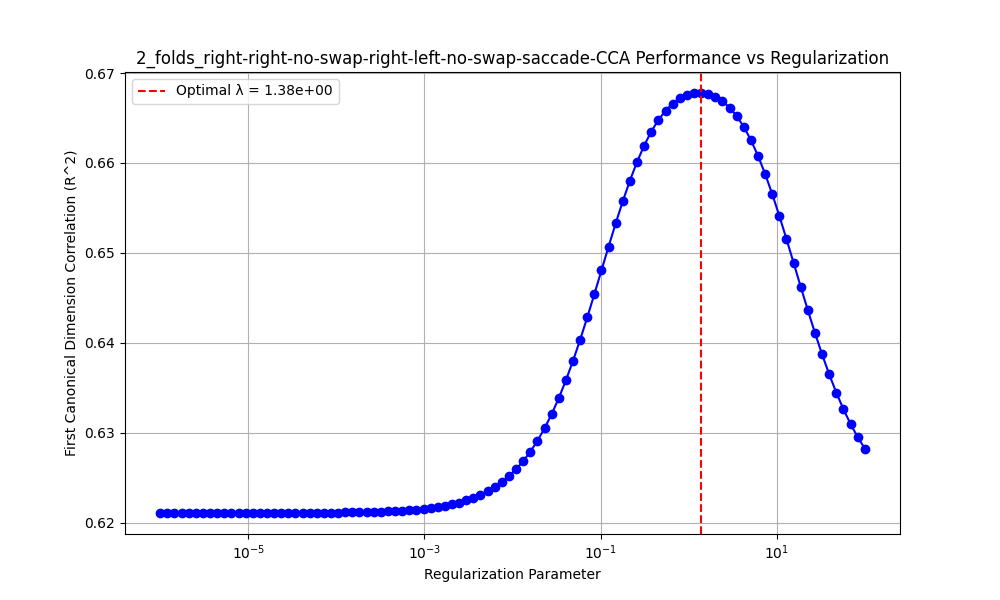 2_folds_right-right-no-swap-right-left-no-swap-saccade-CCA Performance vs Regularization
Optimal λ = 1.38e+00
First Canonical Dimension Correlation (R^2)
0.67
0.66
0.65
0.64
0.63
0.62
10^-5
10^-3
10^-1
10^1
Regularization Parameter